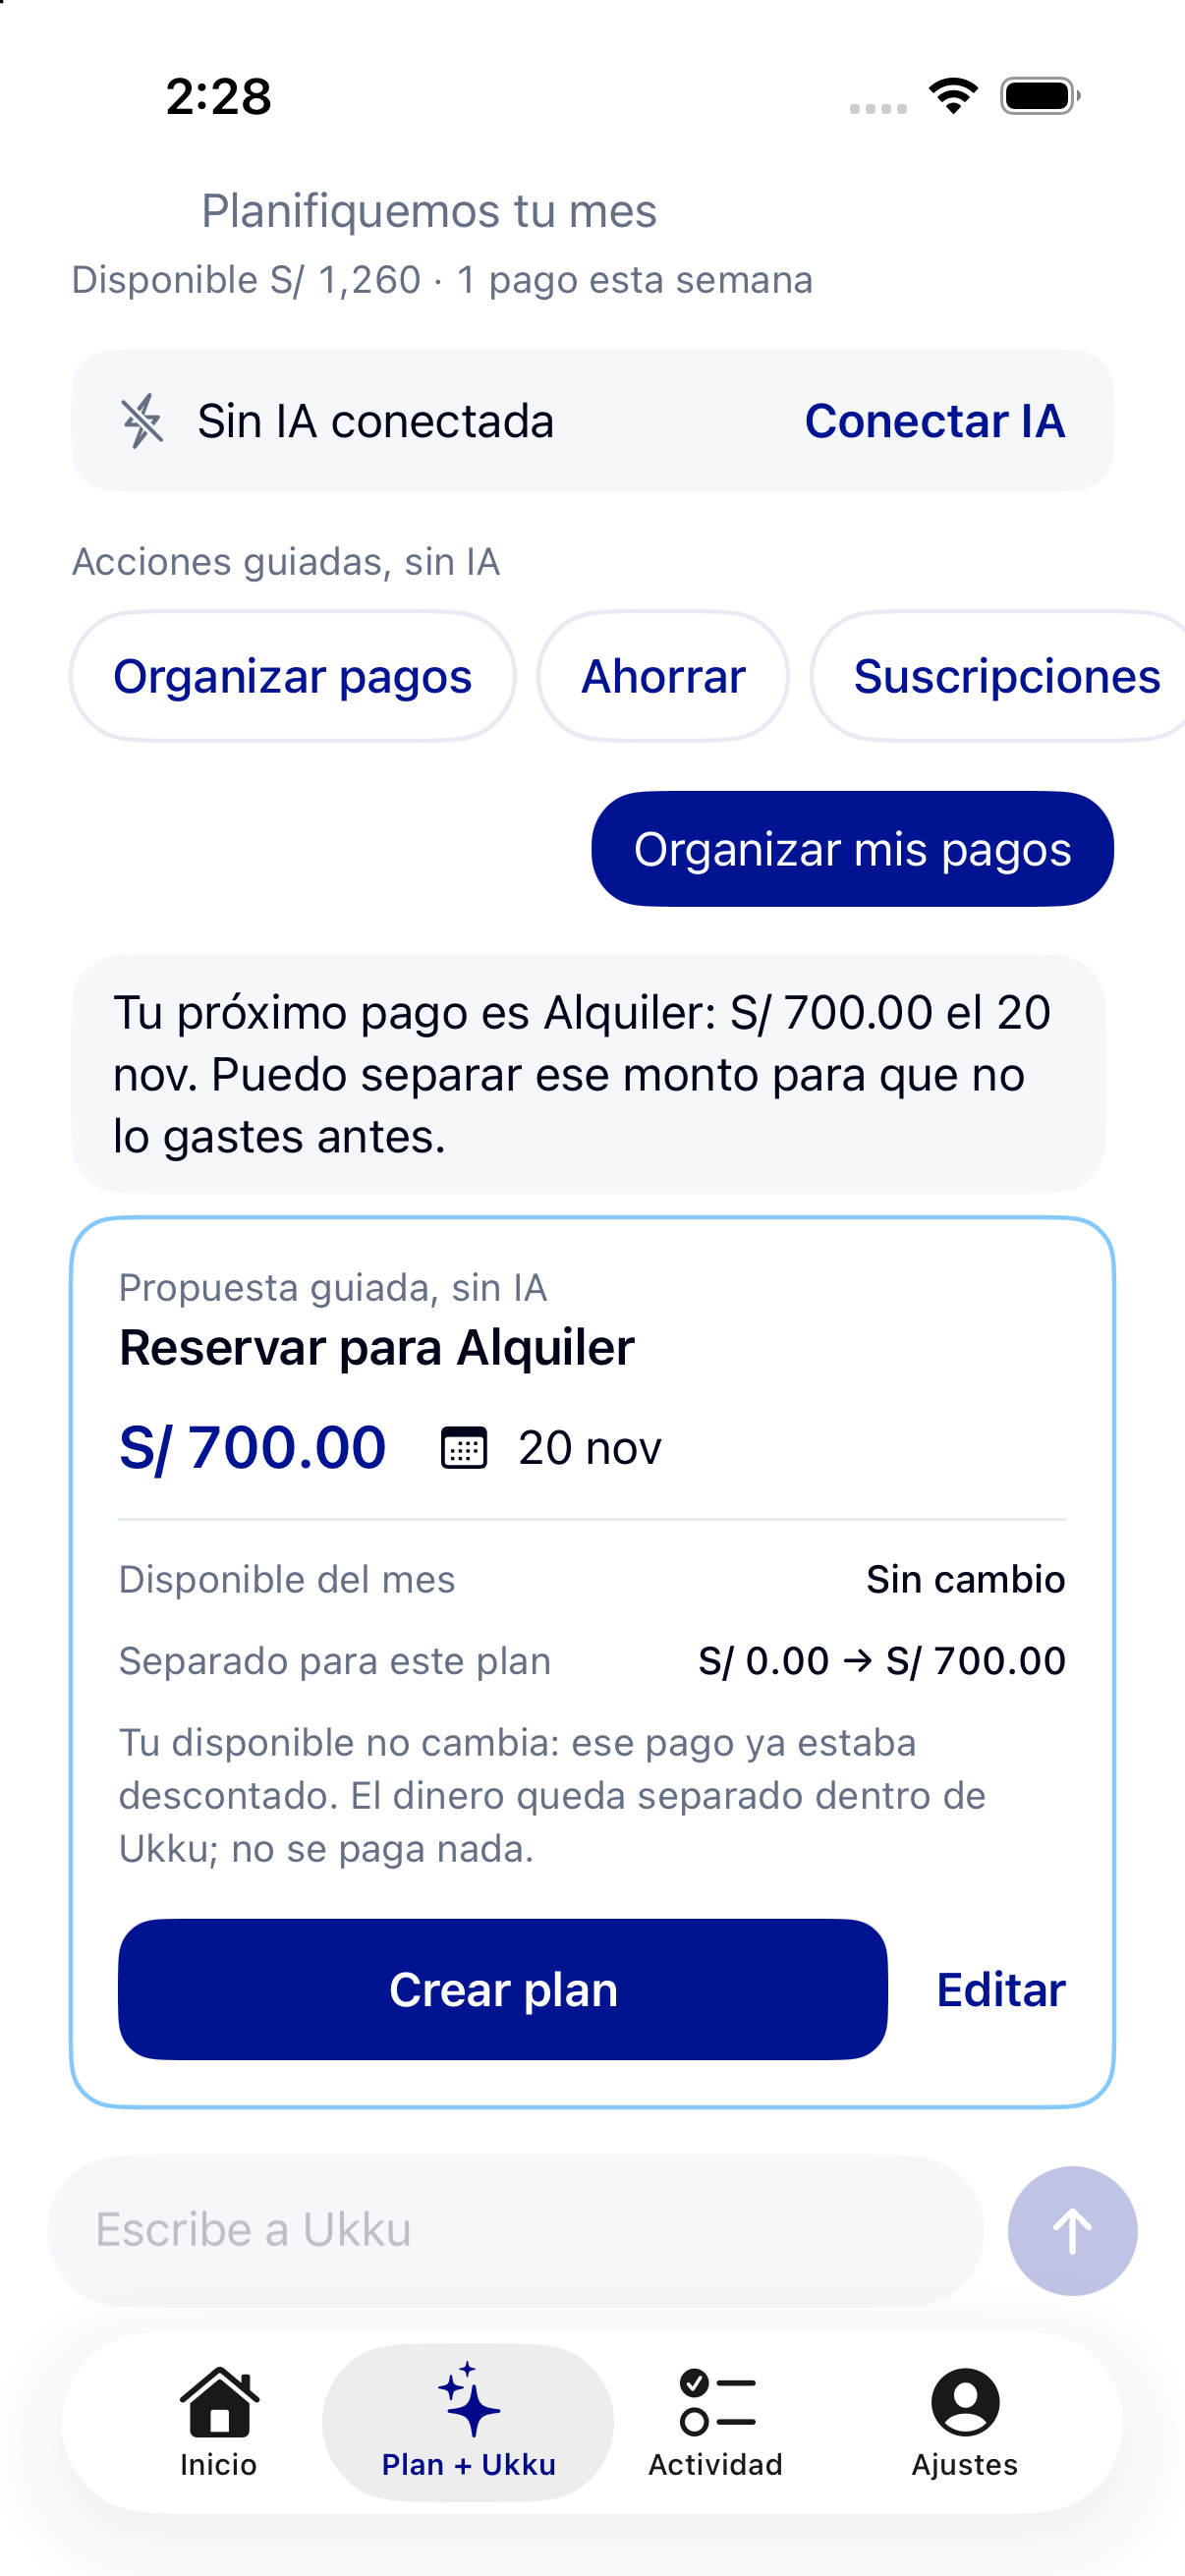 2:28
Planifiquemos tu mes
Disponible S/ 1,260 · 1 pago esta semana
Sin IA conectada
Conectar IA
Acciones guiadas, sin IA
Organizar pagos
Ahorrar
Suscripciones
Organizar mis pagos
Tu próximo pago es Alquiler: S/ 700.00 el 20
nov. Puedo separar ese monto para que no
lo gastes antes.
Propuesta guiada, sin IA
Reservar para Alquiler
S/ 700.00
20 nov
Disponible del mes
Sin cambio
Separado para este plan
S/ 0.00 → S/ 700.00
Tu disponible no cambia: ese pago ya estaba
descontado. El dinero queda separado dentro de
Ukku; no se paga nada.
Crear plan
Editar
Escribe a Ukku
Inicio
Plan + Ukku
Actividad
Ajustes